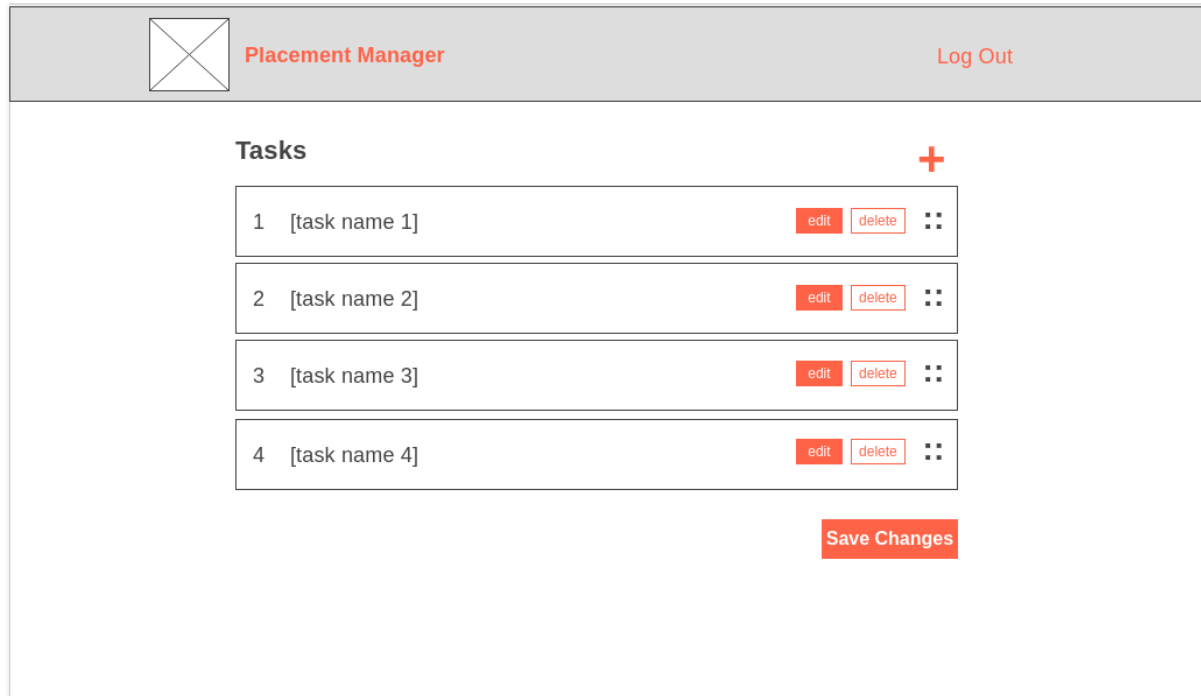 Placement Manager
Log Out
Tasks
+
1 [task name 1] edit delete
2 [task name 2] edit delete
3 [task name 3] edit delete
4 [task name 4] edit delete
Save Changes